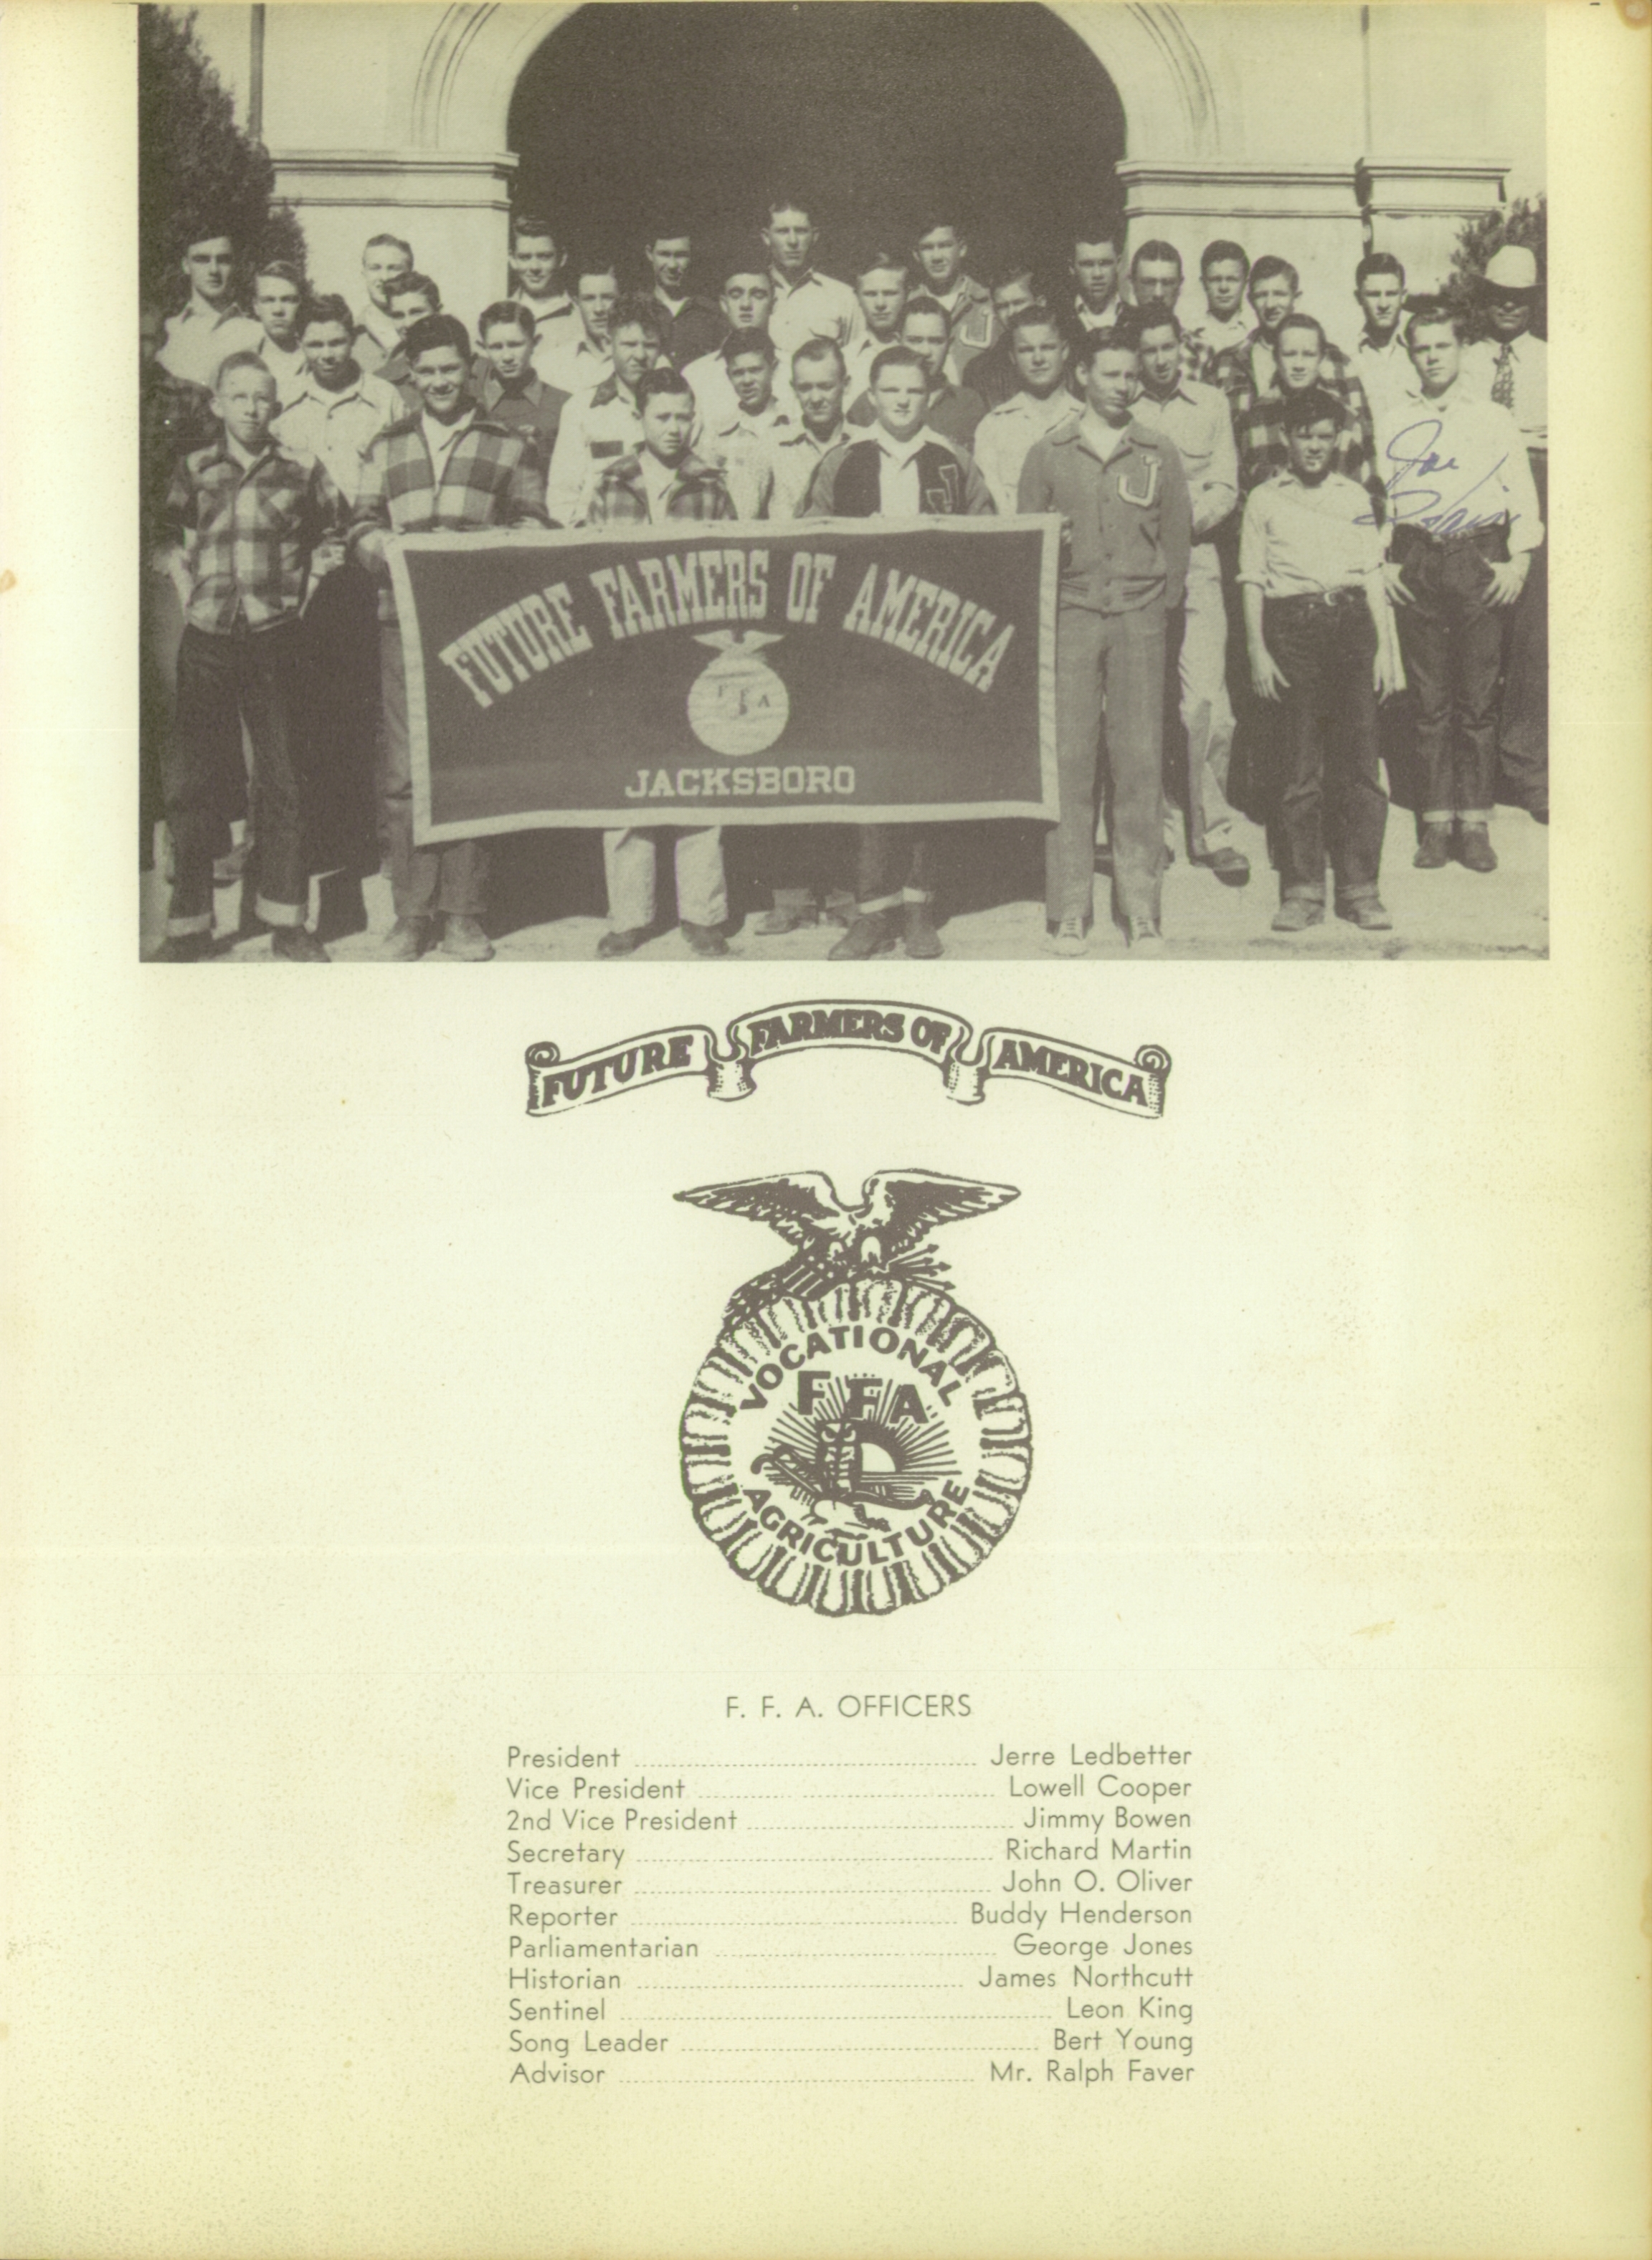 FUTURE FARMERS OF AMERICA
F F A
JACKSBORO
J
J
Joe
FUTURE FARMERS OF AMERICA
VOCATIONAL
F F A
AGRICULTURE
F. F. A. OFFICERS
President ........ Jerre Ledbetter
Vice President ........ Lowell Cooper
2nd Vice President ........ Jimmy Bowen
Secretary ........ Richard Martin
Treasurer ........ John O. Oliver
Reporter ........ Buddy Henderson
Parliamentarian ........ George Jones
Historian ........ James Northcutt
Sentinel ........ Leon King
Song Leader ........ Bert Young
Advisor ........ Mr. Ralph Faver